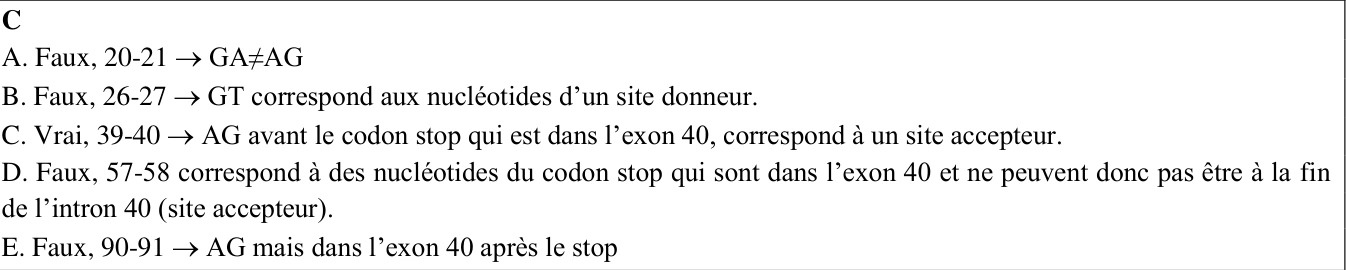 C
A. Faux, 20-21 → GA≠AG
B. Faux, 26-27 → GT correspond aux nucléotides d’un site donneur.
C. Vrai, 39-40 → AG avant le codon stop qui est dans l’exon 40, correspond à un site accepteur.
D. Faux, 57-58 correspond à des nucléotides du codon stop qui sont dans l’exon 40 et ne peuvent donc pas être à la fin
de l’intron 40 (site accepteur).
E. Faux, 90-91 → AG mais dans l’exon 40 après le stop